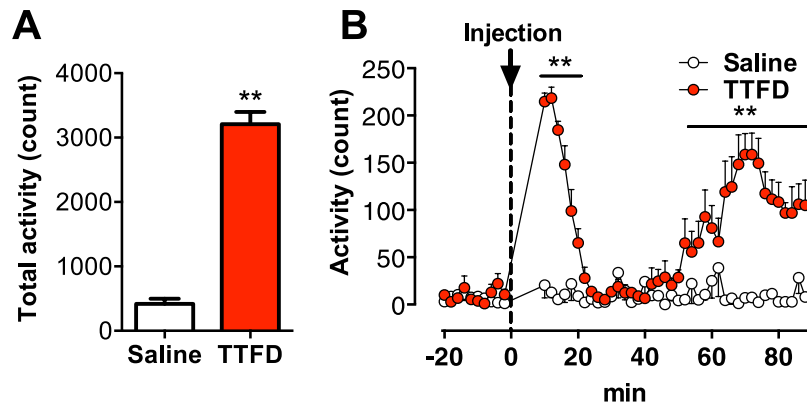 A
Total activity (count)
4000
3000
2000
1000
0
**
Saline
TTFD
B
Injection
Saline
TTFD
**
**
Activity (count)
250
200
150
100
50
0
-20 0 20 40 60 80
min